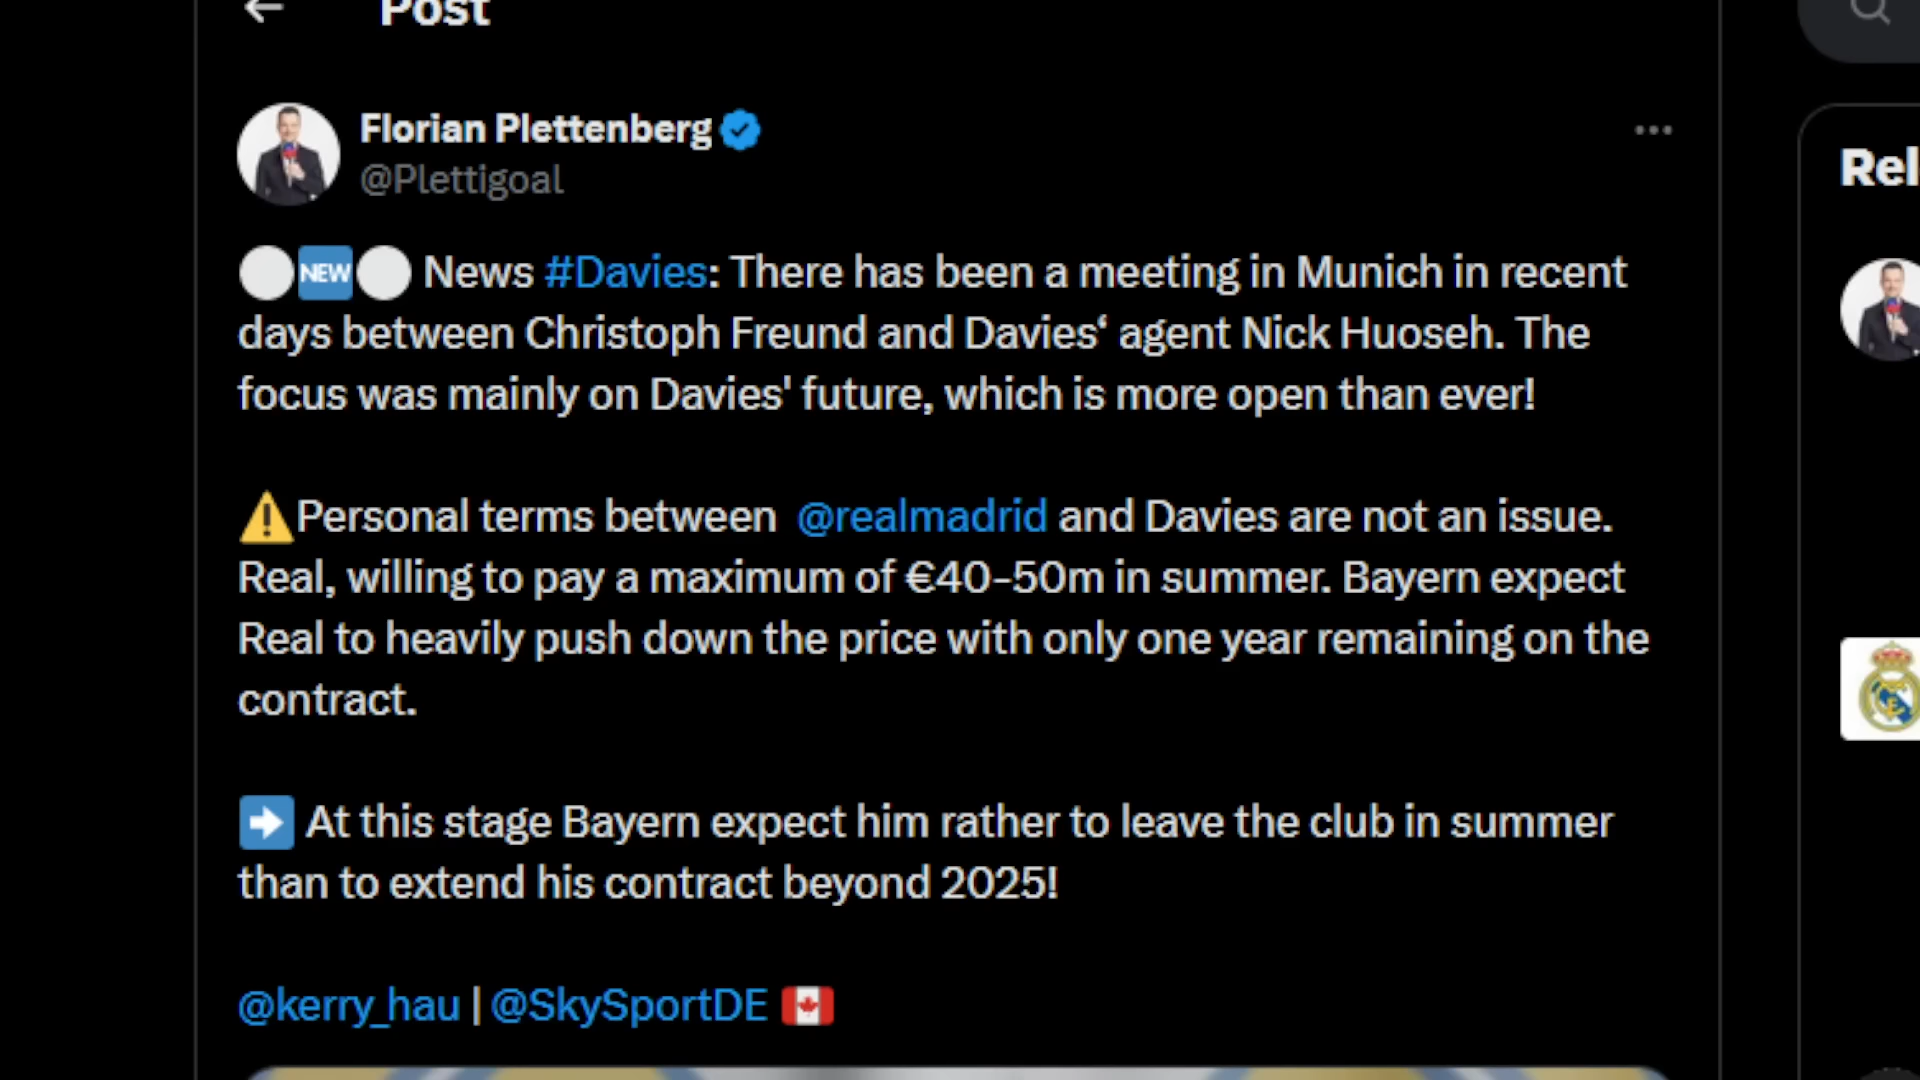 Post
Florian Plettenberg
@Plettigoal
Rel
⚪🆕⚪ News #Davies: There has been a meeting in Munich in recent
days between Christoph Freund and Davies‘ agent Nick Huoseh. The
focus was mainly on Davies' future, which is more open than ever!
⚠️Personal terms between @realmadrid and Davies are not an issue.
Real, willing to pay a maximum of €40-50m in summer. Bayern expect
Real to heavily push down the price with only one year remaining on the
contract.
➡️ At this stage Bayern expect him rather to leave the club in summer
than to extend his contract beyond 2025!
@kerry_hau | @SkySportDE 🇨🇦